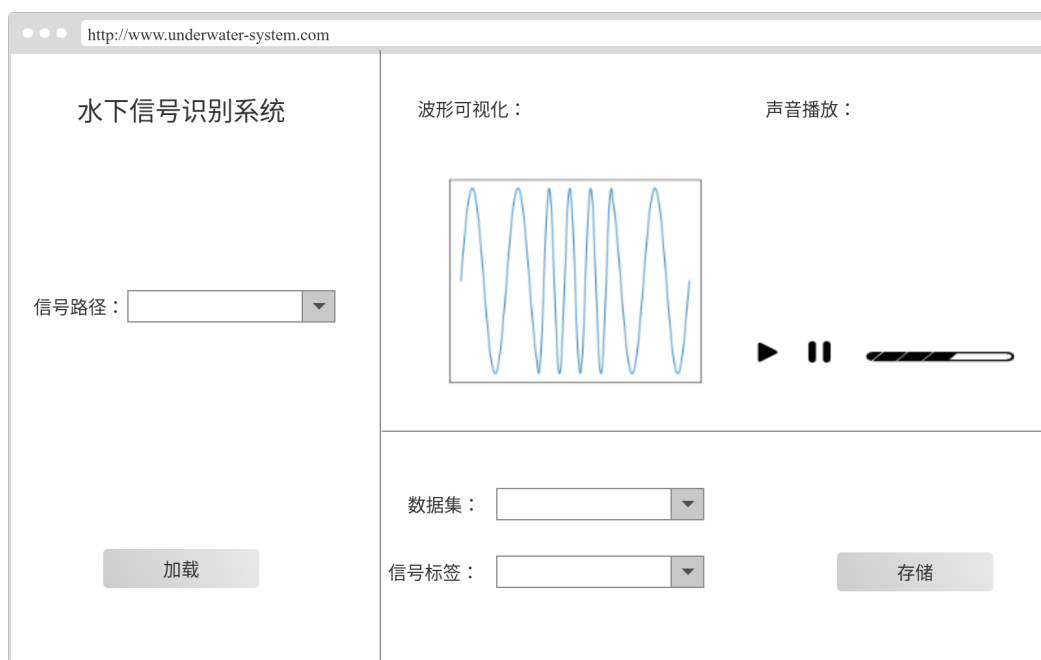 http://www.underwater-system.com
水下信号识别系统
信号路径：
加载
波形可视化：
声音播放：
数据集：
信号标签：
存储